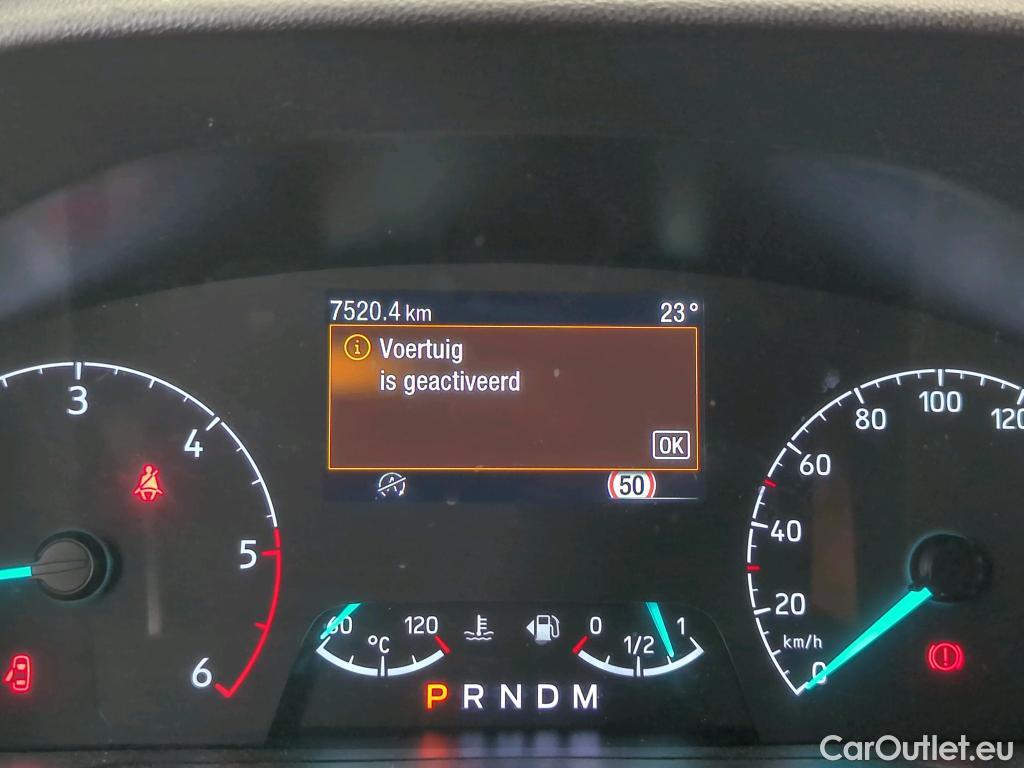 7520.4 km 23°
Voertuig
is geactiveerd
OK
A 50
3
4
5
6
60 120 °C
0 1/2 1
P R N D M
0 20 40 60 80 100 120
km/h
CarOutlet.eu